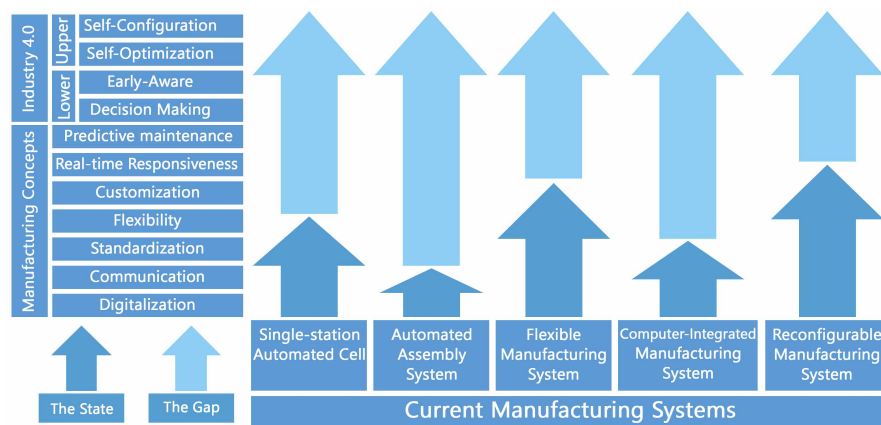 Industry 4.0
Upper
Lower
Self-Configuration
Self-Optimization
Early-Aware
Decision Making
Manufacturing Concepts
Predictive maintenance
Real-time Responsiveness
Customization
Flexibility
Standardization
Communication
Digitalization
The State
The Gap
Single-station
Automated Cell
Automated
Assembly
System
Flexible
Manufacturing
System
Computer-Integrated
Manufacturing
System
Reconfigurable
Manufacturing
System
Current Manufacturing Systems